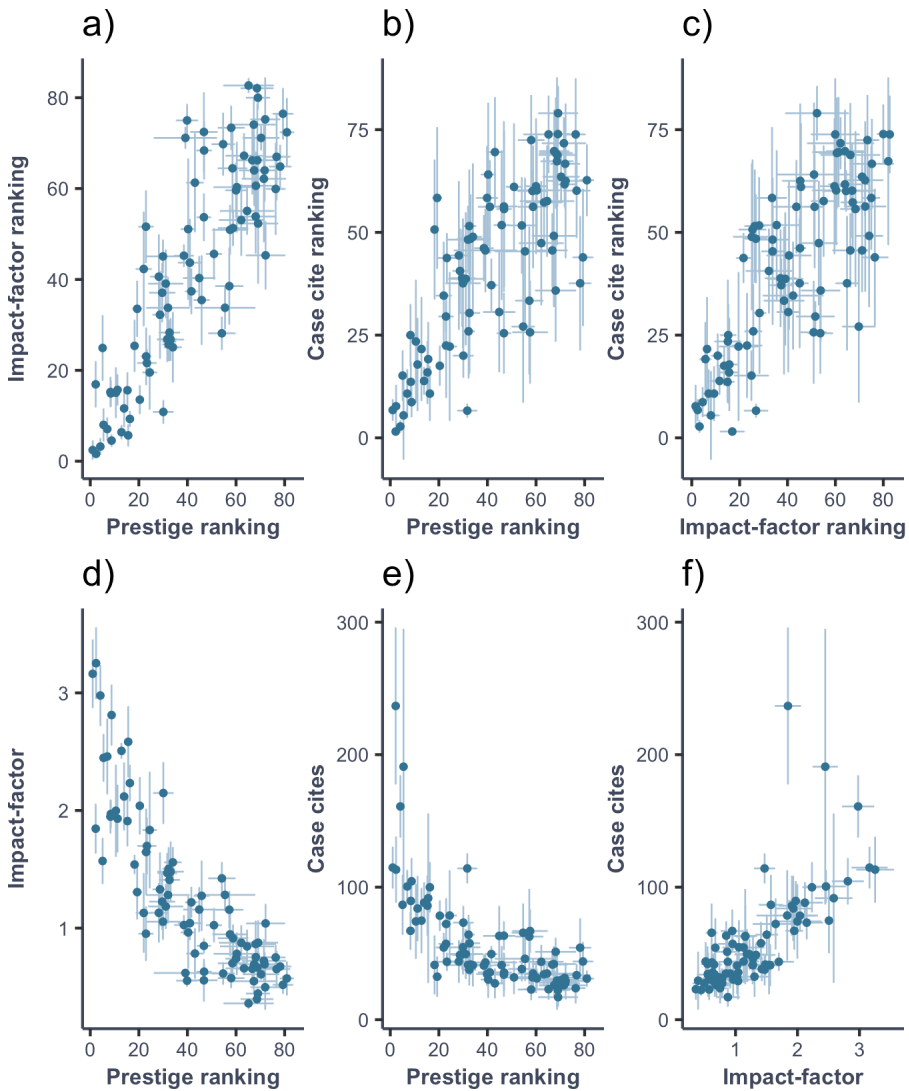 a)
b)
c)
Impact-factor ranking
80
60
40
20
0
0 20 40 60 80
Prestige ranking
Case cite ranking
75
50
25
0
0 20 40 60 80
Prestige ranking
Case cite ranking
75
50
25
0
0 20 40 60 80
Impact-factor ranking
d)
e)
f)
Impact-factor
3
2
1
0 20 40 60 80
Prestige ranking
Case cites
300
200
100
0
0 20 40 60 80
Prestige ranking
Case cites
300
200
100
0
1 2 3
Impact-factor